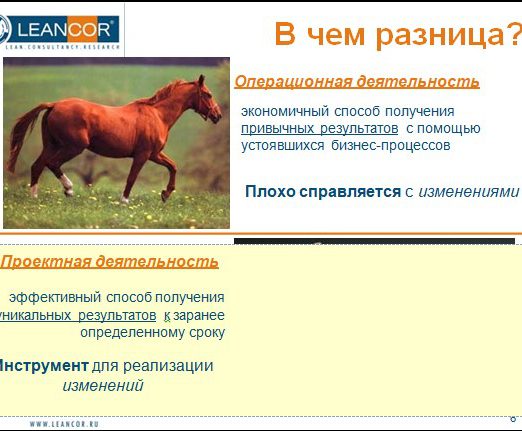 LEANCOR®
LEAN.CONSULTANCY.RESEARCH
В чем разница?
Операционная деятельность
экономичный способ получения
привычных результатов с помощью
устоявшихся бизнес-процессов
Плохо справляется с изменениями
Проектная деятельность
эффективный способ получения
уникальных результатов к заранее
определенному сроку
Инструмент для реализации
изменений
WWW.LEANCOR.RU